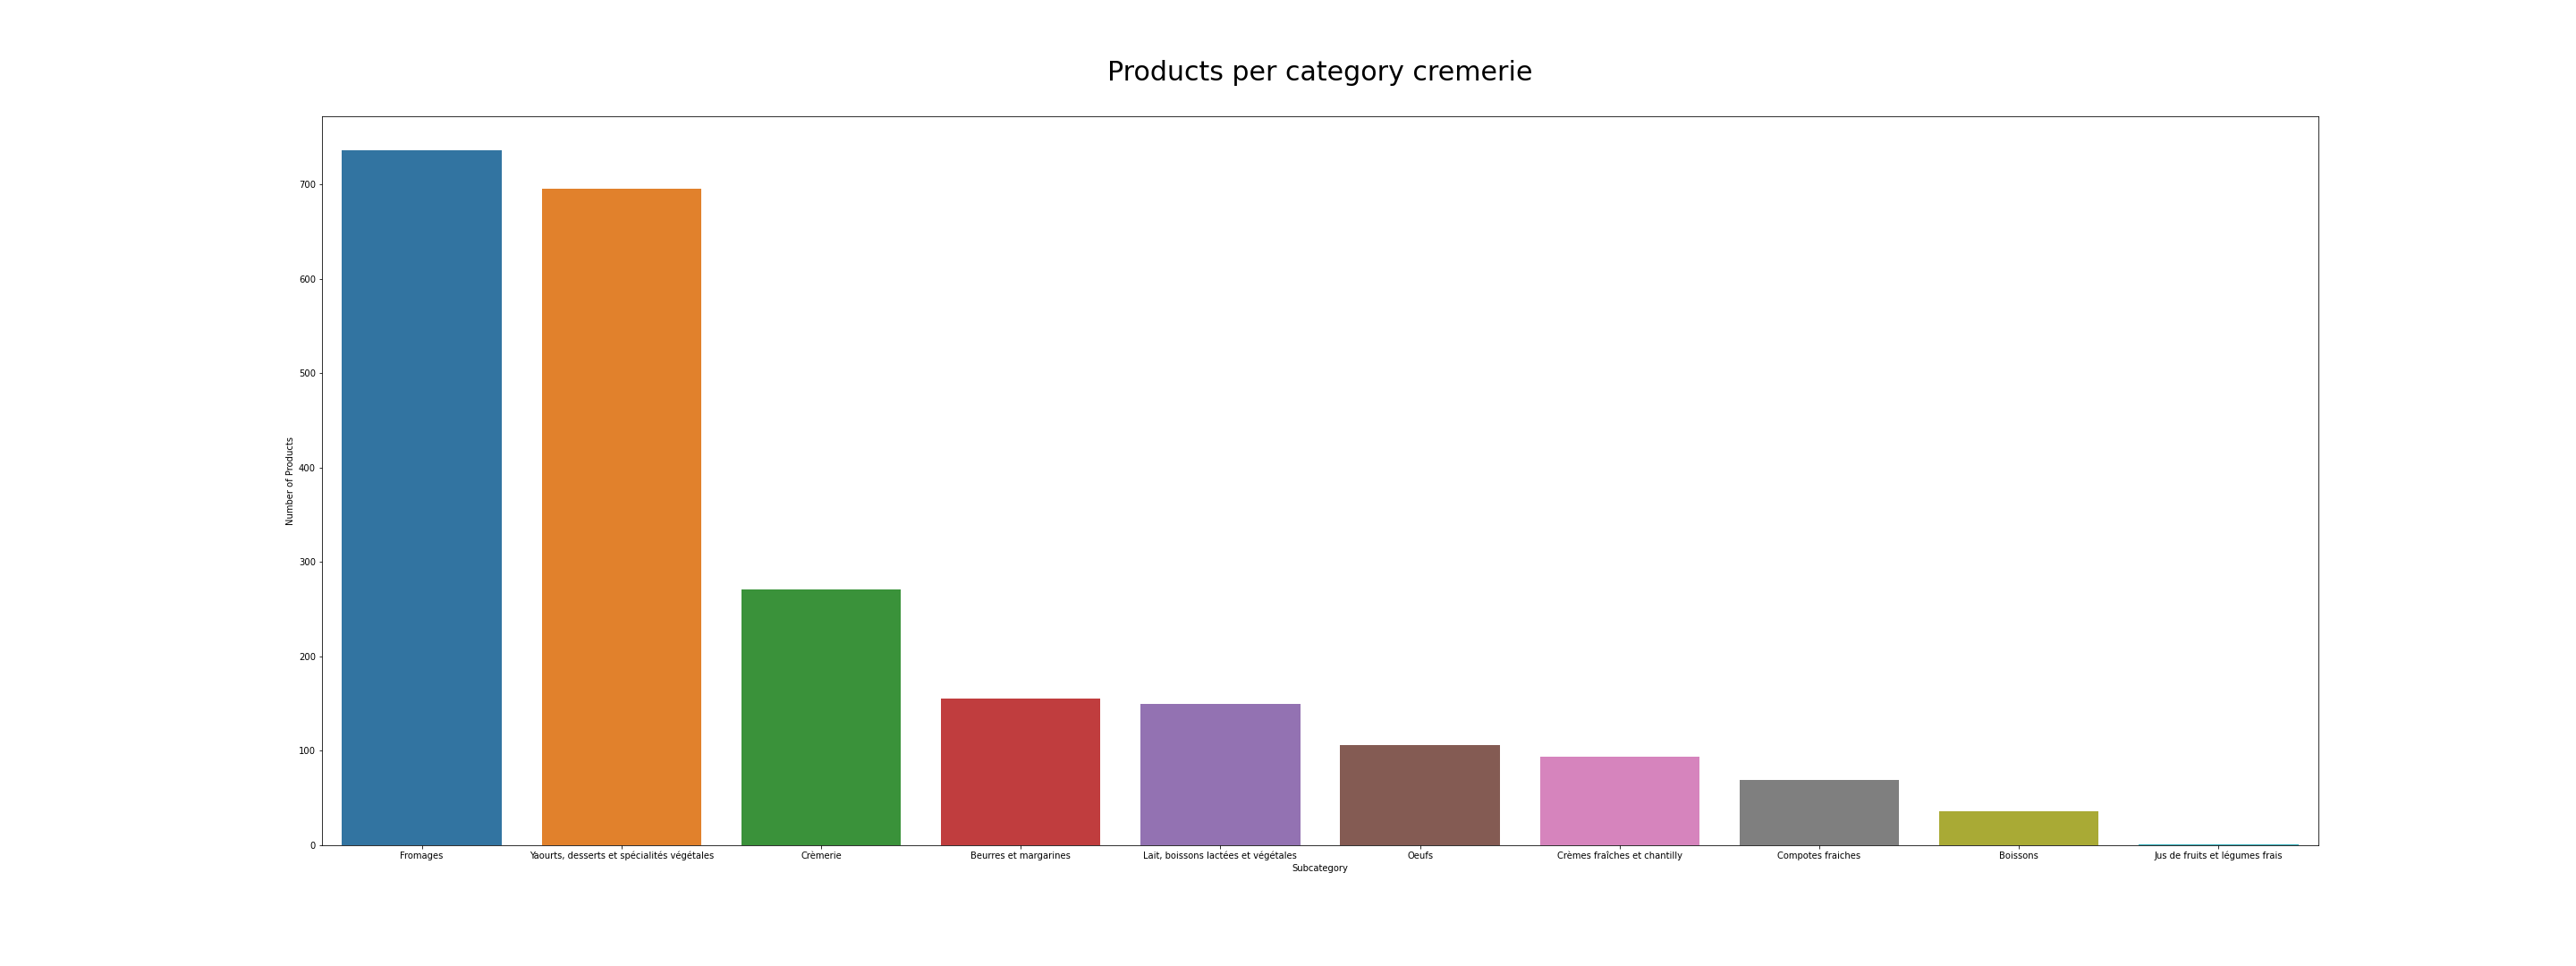 Products per category cremerie
Number of Products
700
600
500
400
300
200
100
0
Fromages
Yaourts, desserts et spécialités végétales
Crèmerie
Beurres et margarines
Lait, boissons lactées et végétales
Oeufs
Crèmes fraîches et chantilly
Compotes fraiches
Boissons
Jus de fruits et légumes frais
Subcategory